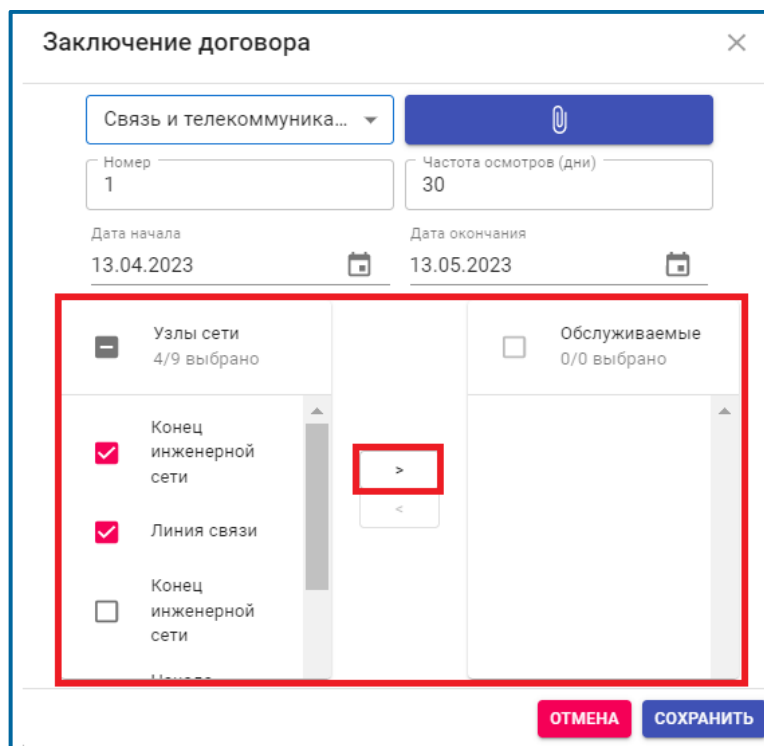 Заключение договора
Связь и телекоммуника...
Номер
1
Частота осмотров (дни)
30
Дата начала
13.04.2023
Дата окончания
13.05.2023
Узлы сети
4/9 выбрано
Обслуживаемые
0/0 выбрано
Конец
инженерной
сети
Линия связи
Конец
инженерной
сети
>
<
ОТМЕНА
СОХРАНИТЬ